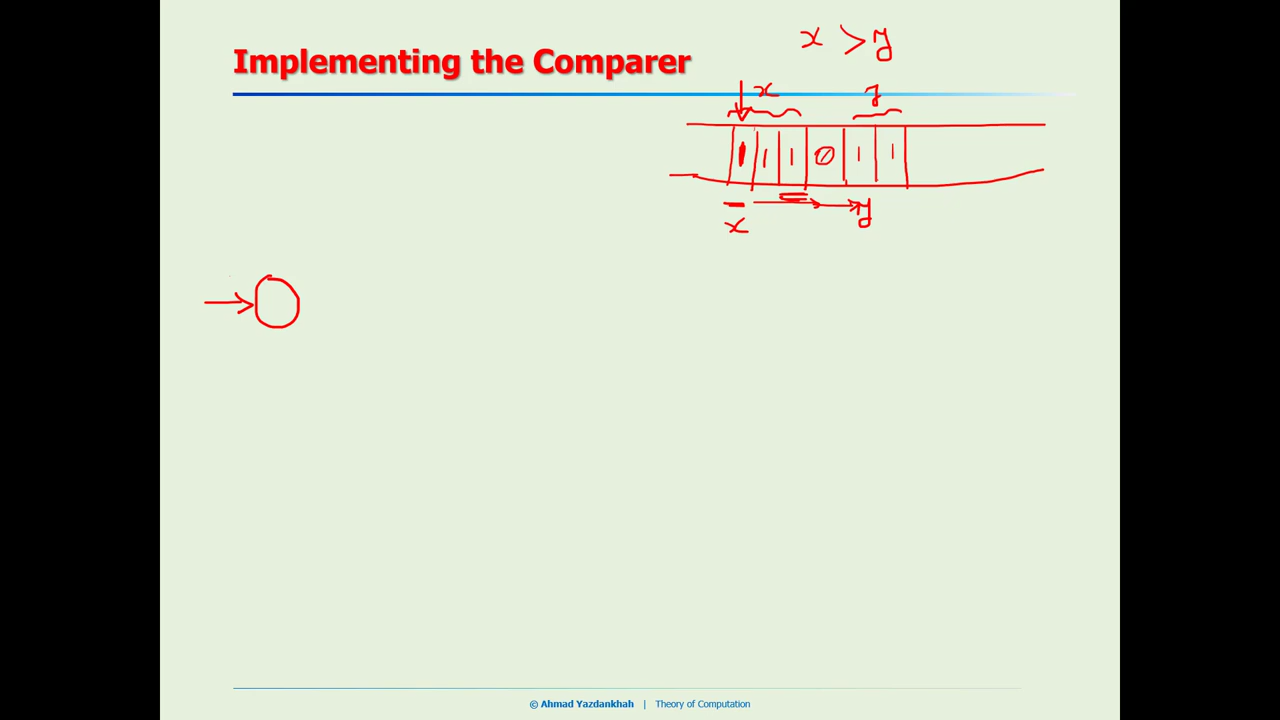 x > y
Implementing the Comparer
x y
1 1 1 0 1 1
x y
© Ahmad Yazdankhah | Theory of Computation